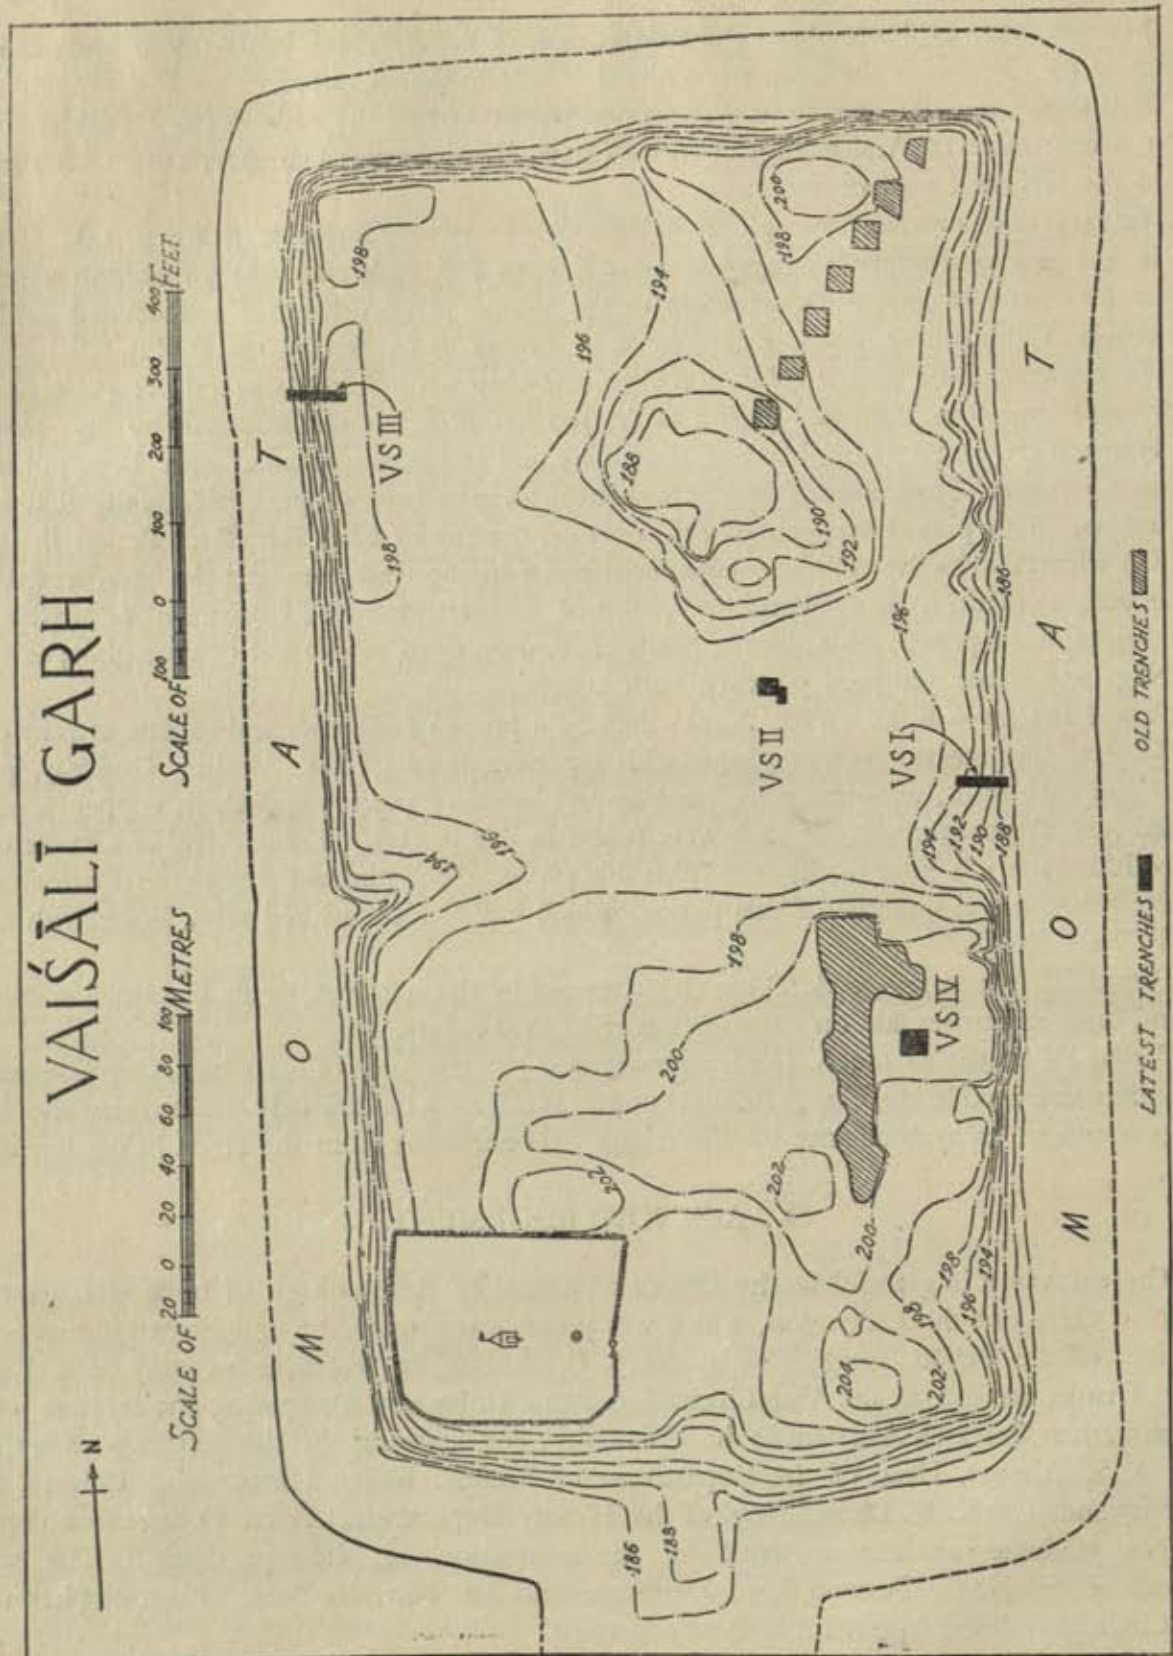 VAIŚĀLĪ GARH
SCALE OF 20 0 20 40 60 80 100 METRES
SCALE OF 100 0 100 200 300 400 FEET
N
M O A T
198
198
VS III
196
194
200
198
188
190
192
196
186
VS II
VS I
194
192
190
188
196
194
198
200
VS IV
202
202
200
198
196
194
198
204
202
186
188
M O A T
LATEST TRENCHES
OLD TRENCHES